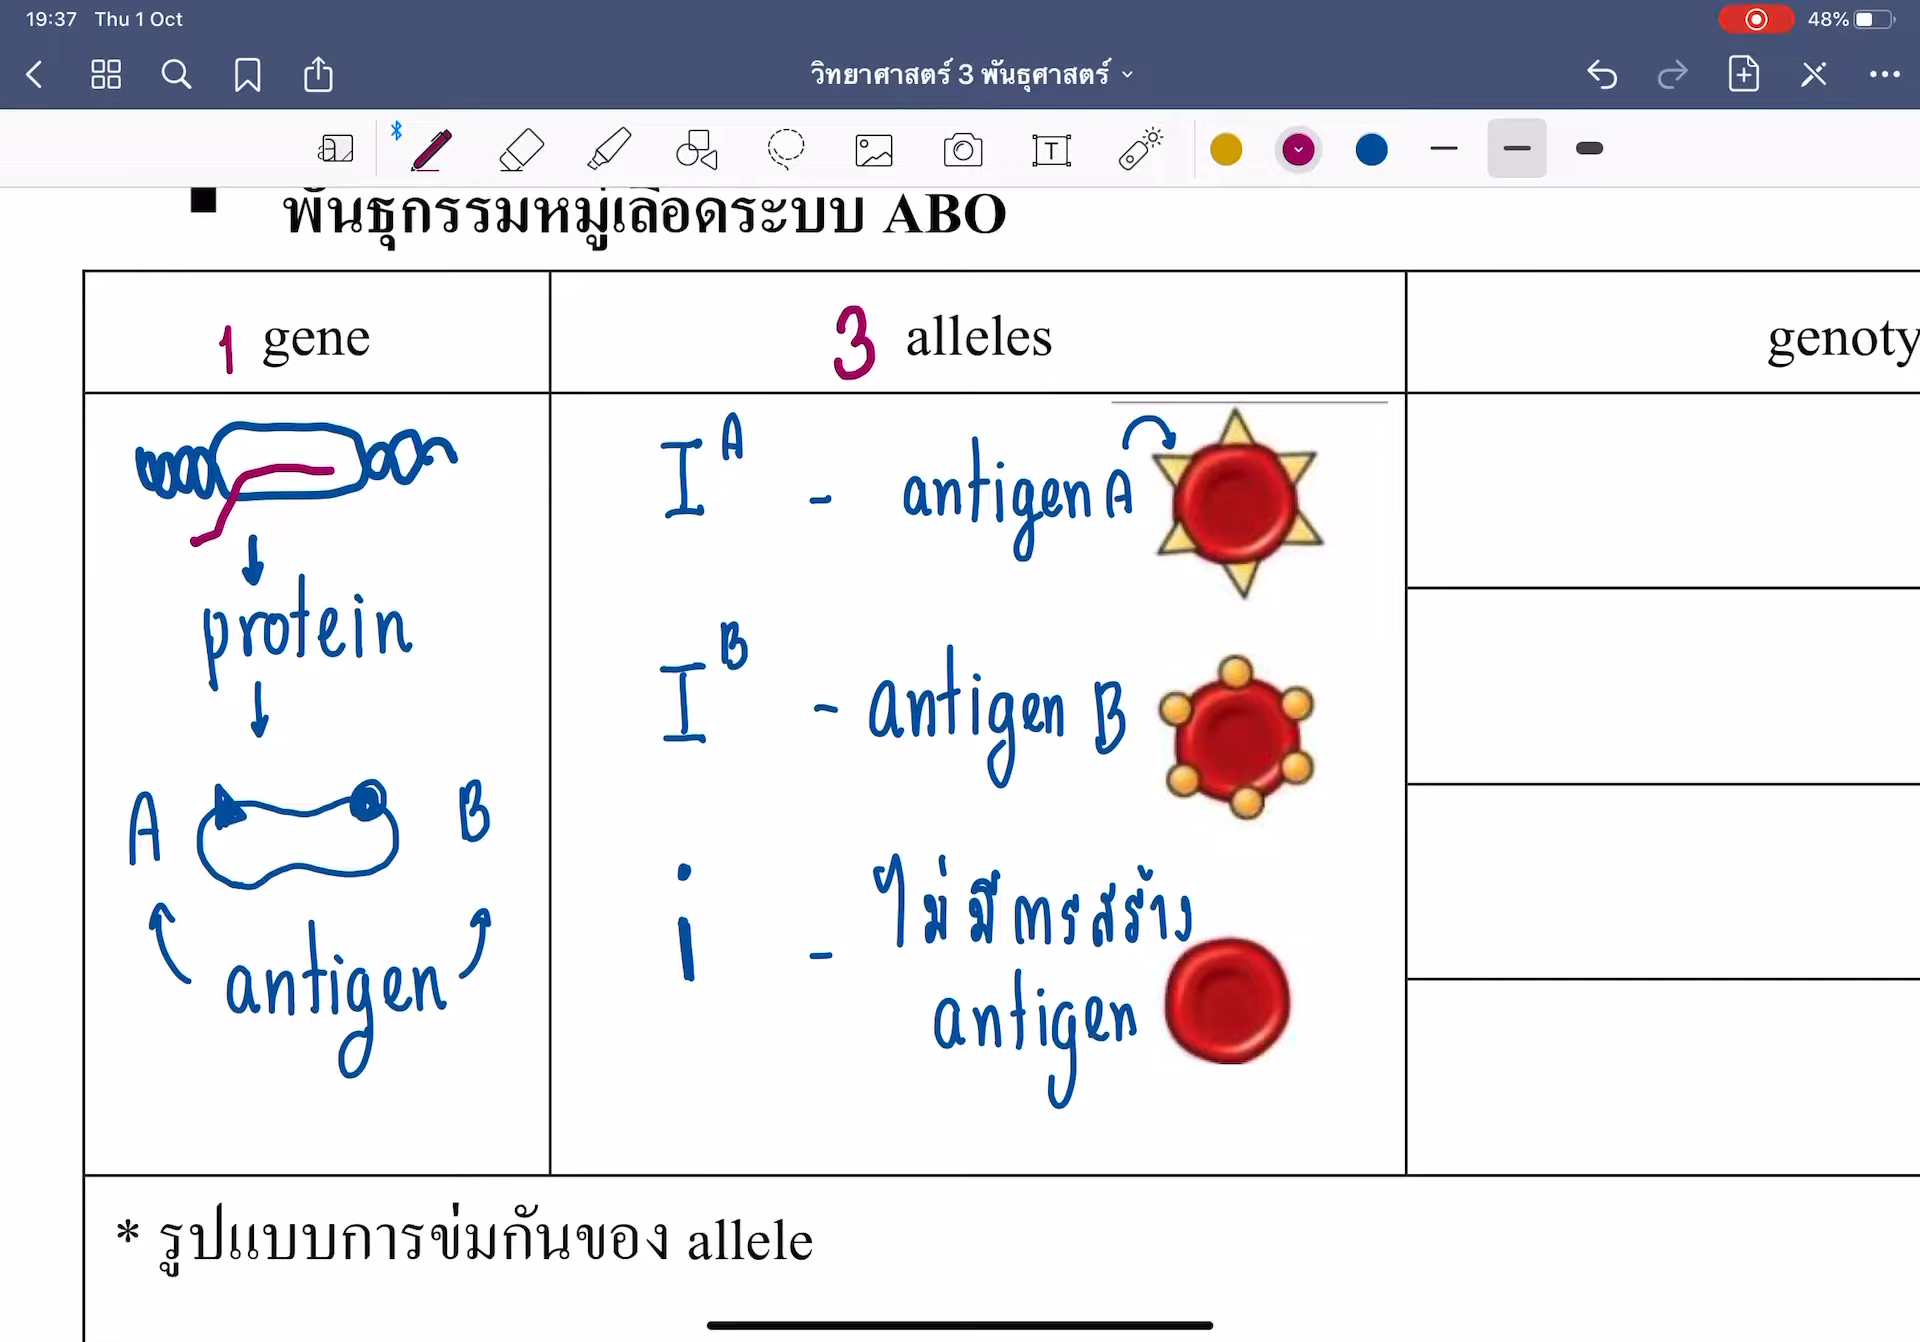 19:37 Thu 1 Oct
48%
วิทยาศาสตร์ 3 พันธุศาสตร์
พันธุกรรมหมู่เลือดระบบ ABO
1 gene
3 alleles
genoty
protein
A B
antigen
I^A - antigen A
I^B - antigen B
i - ไม่มีการสร้าง
antigen
* รูปแบบการข่มกันของ allele